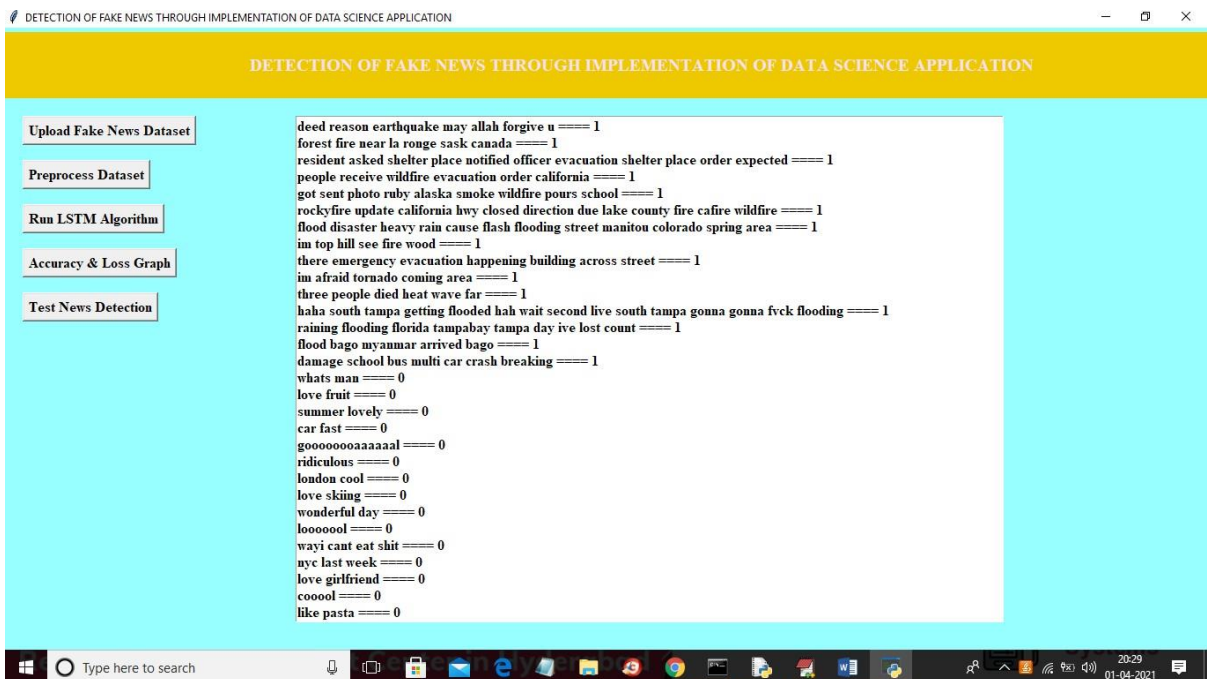 DETECTION OF FAKE NEWS THROUGH IMPLEMENTATION OF DATA SCIENCE APPLICATION
DETECTION OF FAKE NEWS THROUGH IMPLEMENTATION OF DATA SCIENCE APPLICATION
Upload Fake News Dataset
Preprocess Dataset
Run LSTM Algorithm
Accuracy & Loss Graph
Test News Detection
deed reason earthquake may allah forgive u ==== 1
forest fire near la ronge sask canada ==== 1
resident asked shelter place notified officer evacuation shelter place order expected ==== 1
people receive wildfire evacuation order california ==== 1
got sent photo ruby alaska smoke wildfire pours school ==== 1
rockyfire update california hwy closed direction due lake county fire cafire wildfire ==== 1
flood disaster heavy rain cause flash flooding street manitou colorado spring area ==== 1
im top hill see fire wood ==== 1
there emergency evacuation happening building across street ==== 1
im afraid tornado coming area ==== 1
three people died heat wave far ==== 1
haha south tampa getting flooded hah wait second live south tampa gonna gonna fvck flooding ==== 1
raining flooding florida tampabay tampa day ive lost count ==== 1
flood bago myanmar arrived bago ==== 1
damage school bus multi car crash breaking ==== 1
whats man ==== 0
love fruit ==== 0
summer lovely ==== 0
car fast ==== 0
goooooooaaaaaal ==== 0
ridiculous ==== 0
london cool ==== 0
love skiing ==== 0
wonderful day ==== 0
looooool ==== 0
wayi cant eat shit ==== 0
nyc last week ==== 0
love girlfriend ==== 0
cooool ==== 0
like pasta ==== 0
Type here to search
20:29
01-04-2021